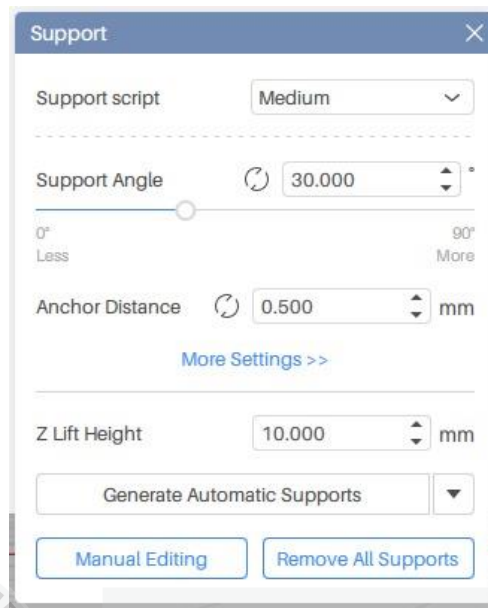 Support
Support script Medium
Support Angle 30.000 °
0° 90°
Less More
Anchor Distance 0.500 mm
More Settings >>
Z Lift Height 10.000 mm
Generate Automatic Supports
Manual Editing Remove All Supports